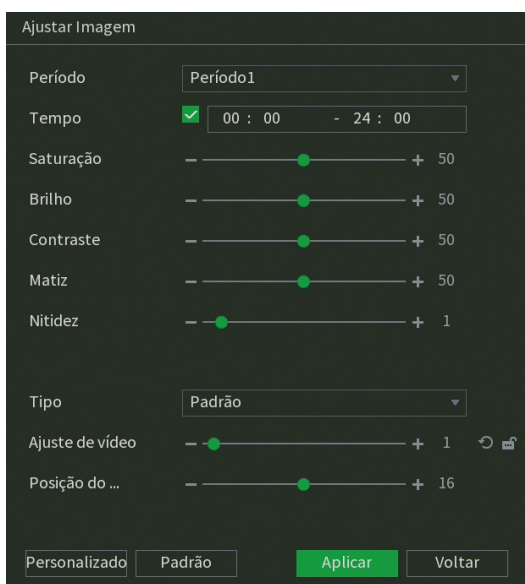 Ajustar Imagem
Período Período1
Tempo 00 : 00 - 24 : 00
Saturação 50
Brilho 50
Contraste 50
Matiz 50
Nitidez 1
Tipo Padrão
Ajuste de vídeo 1
Posição do ... 16
Personalizado Padrão Aplicar Voltar